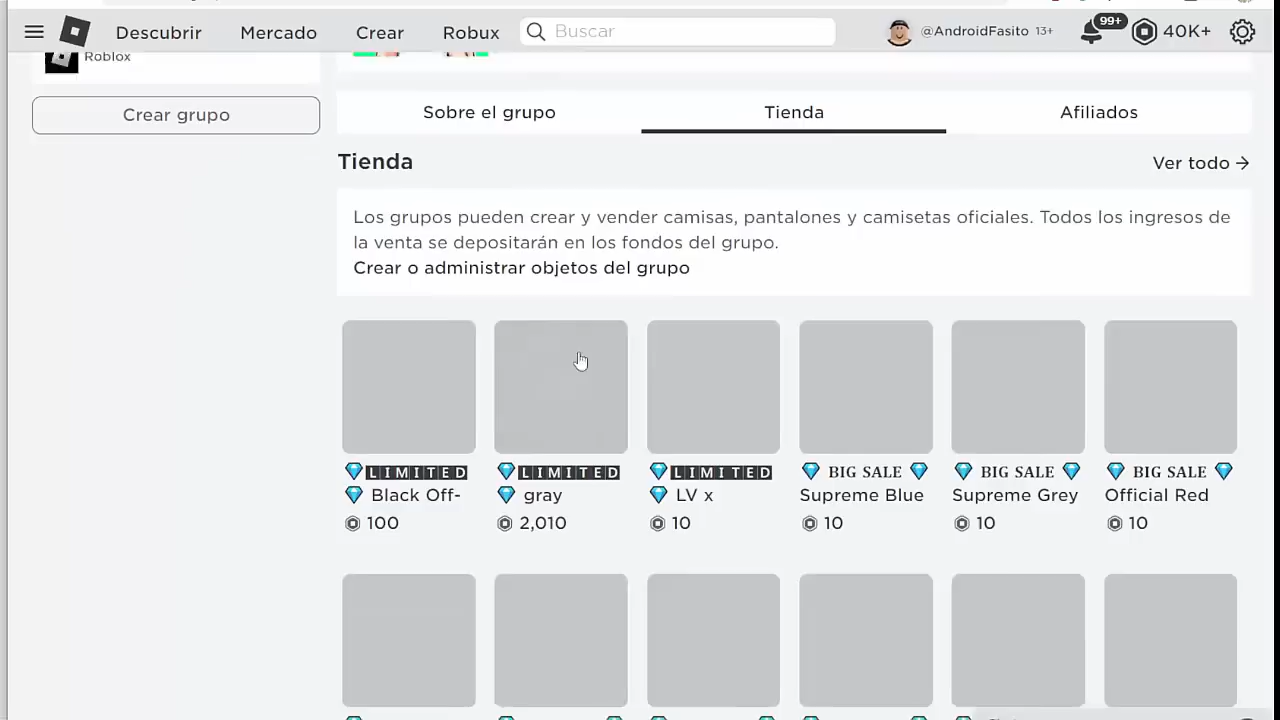 Descubrir Mercado Crear Robux Buscar @AndroidFasito 13+ 99+ 40K+
Roblox
Crear grupo
Sobre el grupo Tienda Afiliados
Tienda Ver todo →
Los grupos pueden crear y vender camisas, pantalones y camisetas oficiales. Todos los ingresos de
la venta se depositarán en los fondos del grupo.
Crear o administrar objetos del grupo
💎LIMITED
💎 Black Off-
100
💎LIMITED
💎 gray
2,010
💎LIMITED
💎 LV x
10
💎 BIG SALE 💎
Supreme Blue
10
💎 BIG SALE 💎
Supreme Grey
10
💎 BIG SALE 💎
Official Red
10